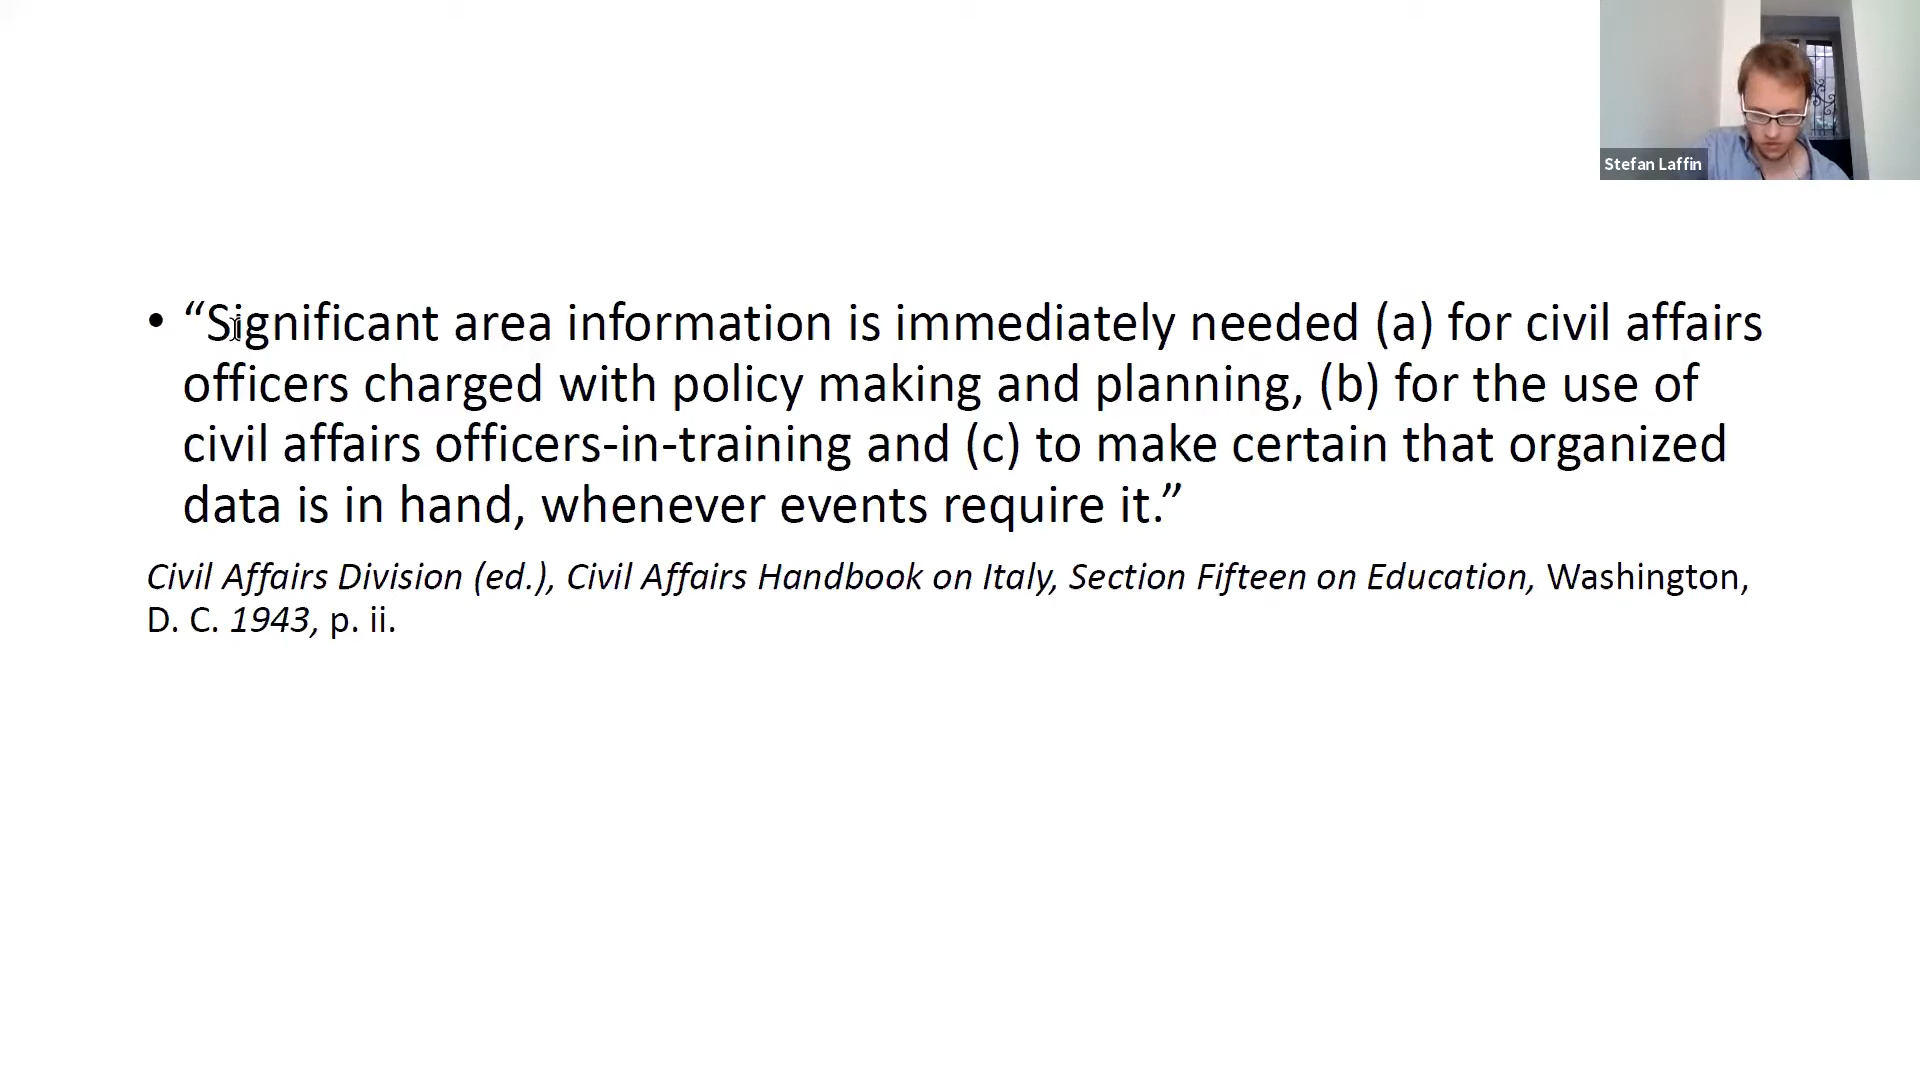 Stefan Laffin
• “Significant area information is immediately needed (a) for civil affairs
officers charged with policy making and planning, (b) for the use of
civil affairs officers-in-training and (c) to make certain that organized
data is in hand, whenever events require it.”
Civil Affairs Division (ed.), Civil Affairs Handbook on Italy, Section Fifteen on Education, Washington,
D. C. 1943, p. ii.